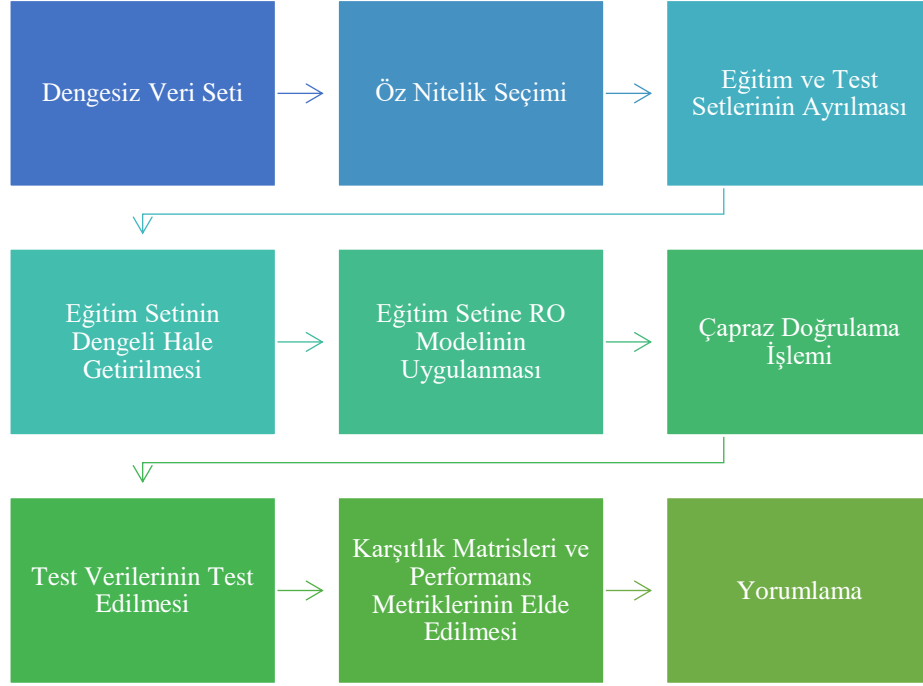 Dengesiz Veri Seti
Öz Nitelik Seçimi
Eğitim ve Test
Setlerinin Ayrılması
Eğitim Setinin
Dengeli Hale
Getirilmesi
Eğitim Setine RO
Modelinin
Uygulanması
Çapraz Doğrulama
İşlemi
Test Verilerinin Test
Edilmesi
Karşıtlık Matrisleri ve
Performans
Metriklerinin Elde
Edilmesi
Yorumlama